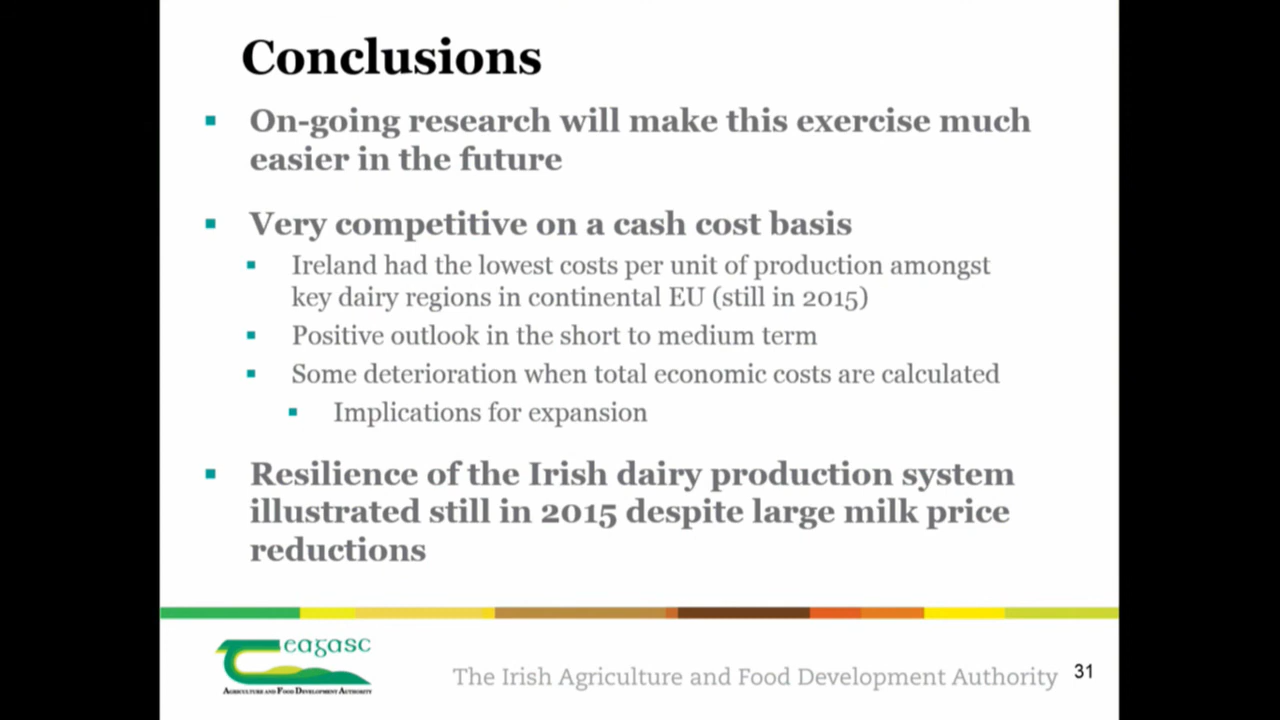 Conclusions
On-going research will make this exercise much
easier in the future
Very competitive on a cash cost basis
Ireland had the lowest costs per unit of production amongst
key dairy regions in continental EU (still in 2015)
Positive outlook in the short to medium term
Some deterioration when total economic costs are calculated
Implications for expansion
Resilience of the Irish dairy production system
illustrated still in 2015 despite large milk price
reductions
Teagasc
Agriculture and Food Development Authority
The Irish Agriculture and Food Development Authority
31